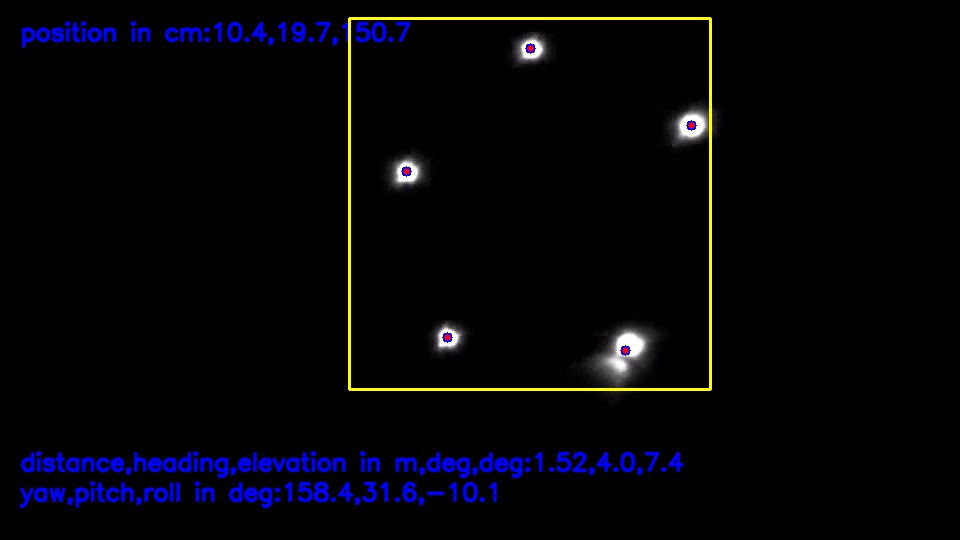 position in cm:10.4,19.7,150.7
distance,heading,elevation in m,deg,deg:1.52,4.0,7.4
yaw,pitch,roll in deg:158.4,31.6,-10.1